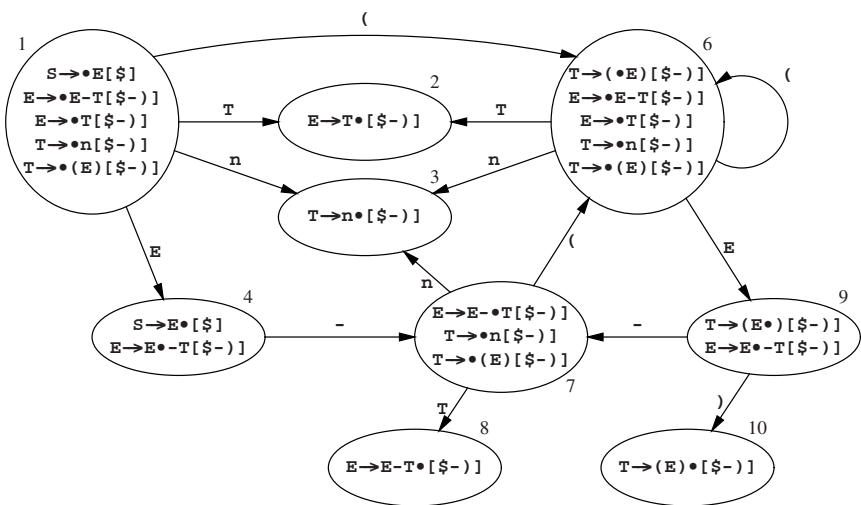 (
1
S→•E[$]
E→•E-T[$-)]
E→•T[$-)]
T→•n[$-)]
T→•(E)[$-)]
6
T→(•E)[$-)]
E→•E-T[$-)]
E→•T[$-)]
T→•n[$-)]
T→•(E)[$-)]
(
T
2
E→T•[$-)]
T
n
n
3
T→n•[$-)]
E
n
(
E
4
S→E•[$]
E→E•-T[$-)]
-
E→E-•T[$-)]
T→•n[$-)]
T→•(E)[$-)]
7
-
9
T→(E•)[$-)]
E→E•-T[$-)]
T
)
8
E→E-T•[$-)]
10
T→(E)•[$-)]